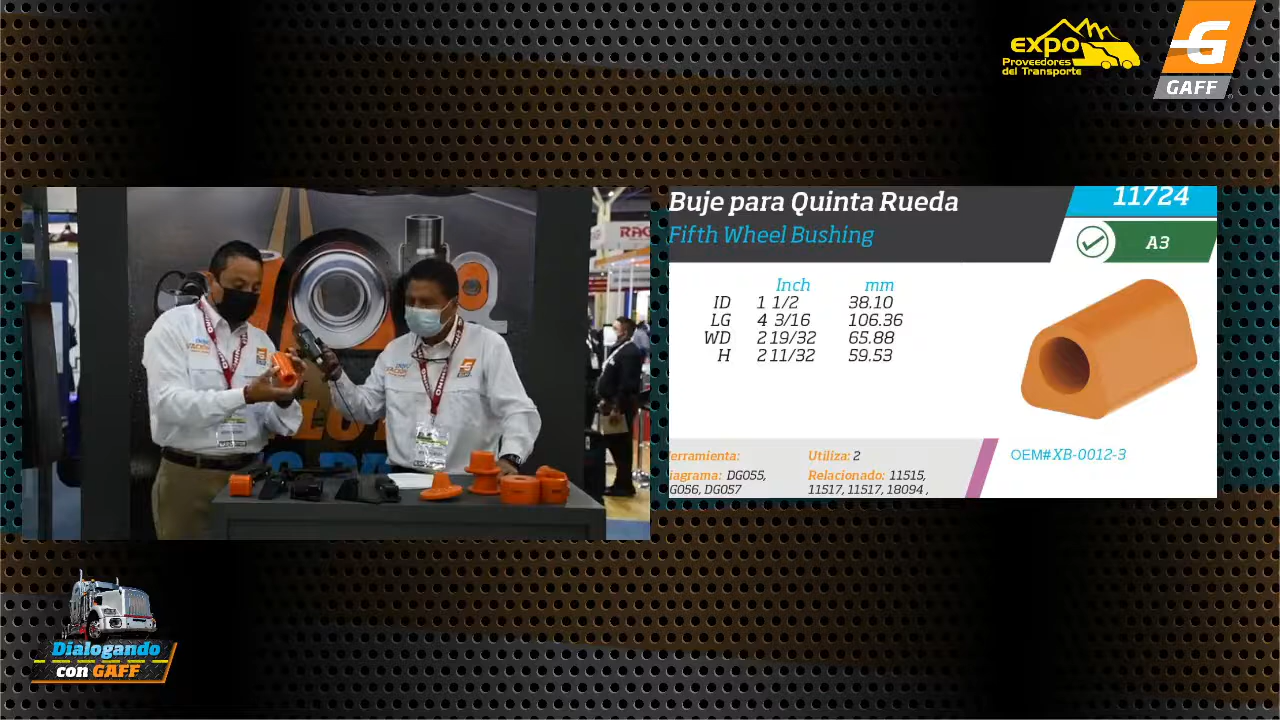 EXPO
Proveedores
del Transporte
GAFF
Buje para Quinta Rueda
Fifth Wheel Bushing
11724
A3
Inch mm
ID 1 1/2 38.10
LG 4 3/16 106.36
WD 2 19/32 65.88
H 2 11/32 59.53
OEM# XB-0012-3
erramienta: Utiliza: 2
iagrama: DG055, Relacionado: 11515,
G056, DG057 11517, 11517, 18094 ,
Dialogando
con GAFF